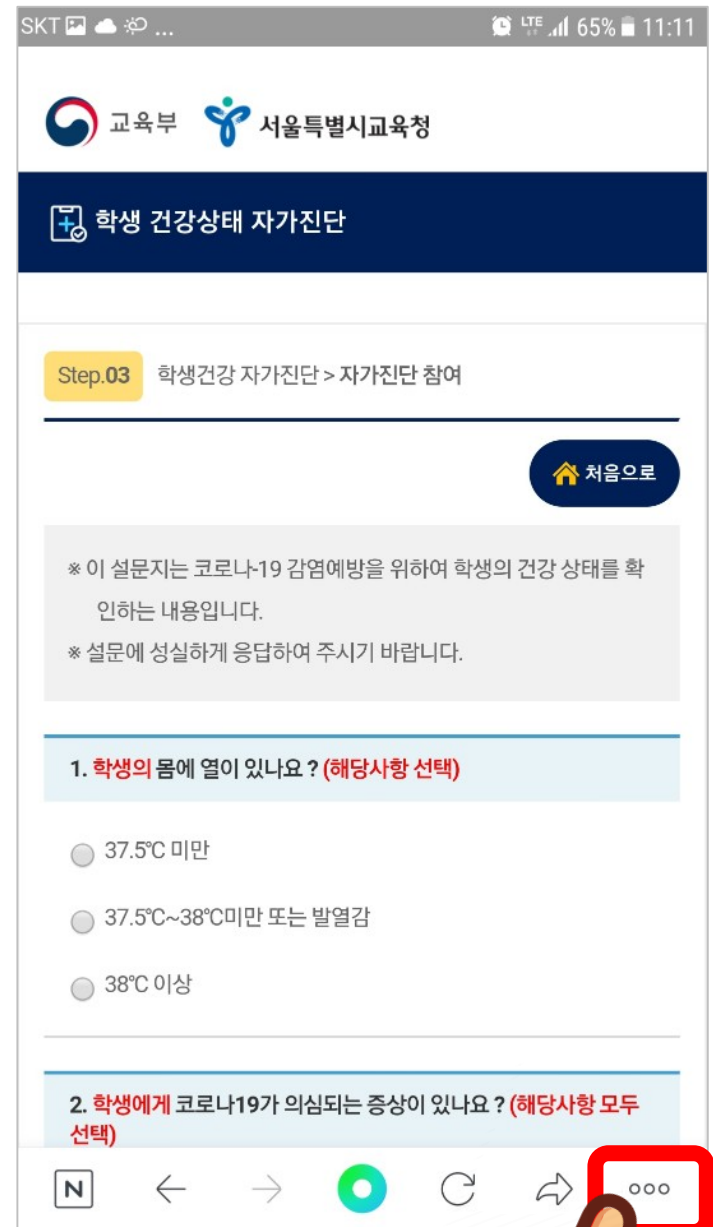 SKT ... LTE 65% 11:11
교육부 서울특별시교육청
학생 건강상태 자가진단
Step.03 학생건강 자가진단 > 자가진단 참여
처음으로
※ 이 설문지는 코로나-19 감염예방을 위하여 학생의 건강 상태를 확
인하는 내용입니다.
※ 설문에 성실하게 응답하여 주시기 바랍니다.
1. 학생의 몸에 열이 있나요 ? (해당사항 선택)
37.5℃ 미만
37.5℃~38℃미만 또는 발열감
38℃ 이상
2. 학생에게 코로나19가 의심되는 증상이 있나요 ? (해당사항 모두
선택)
N